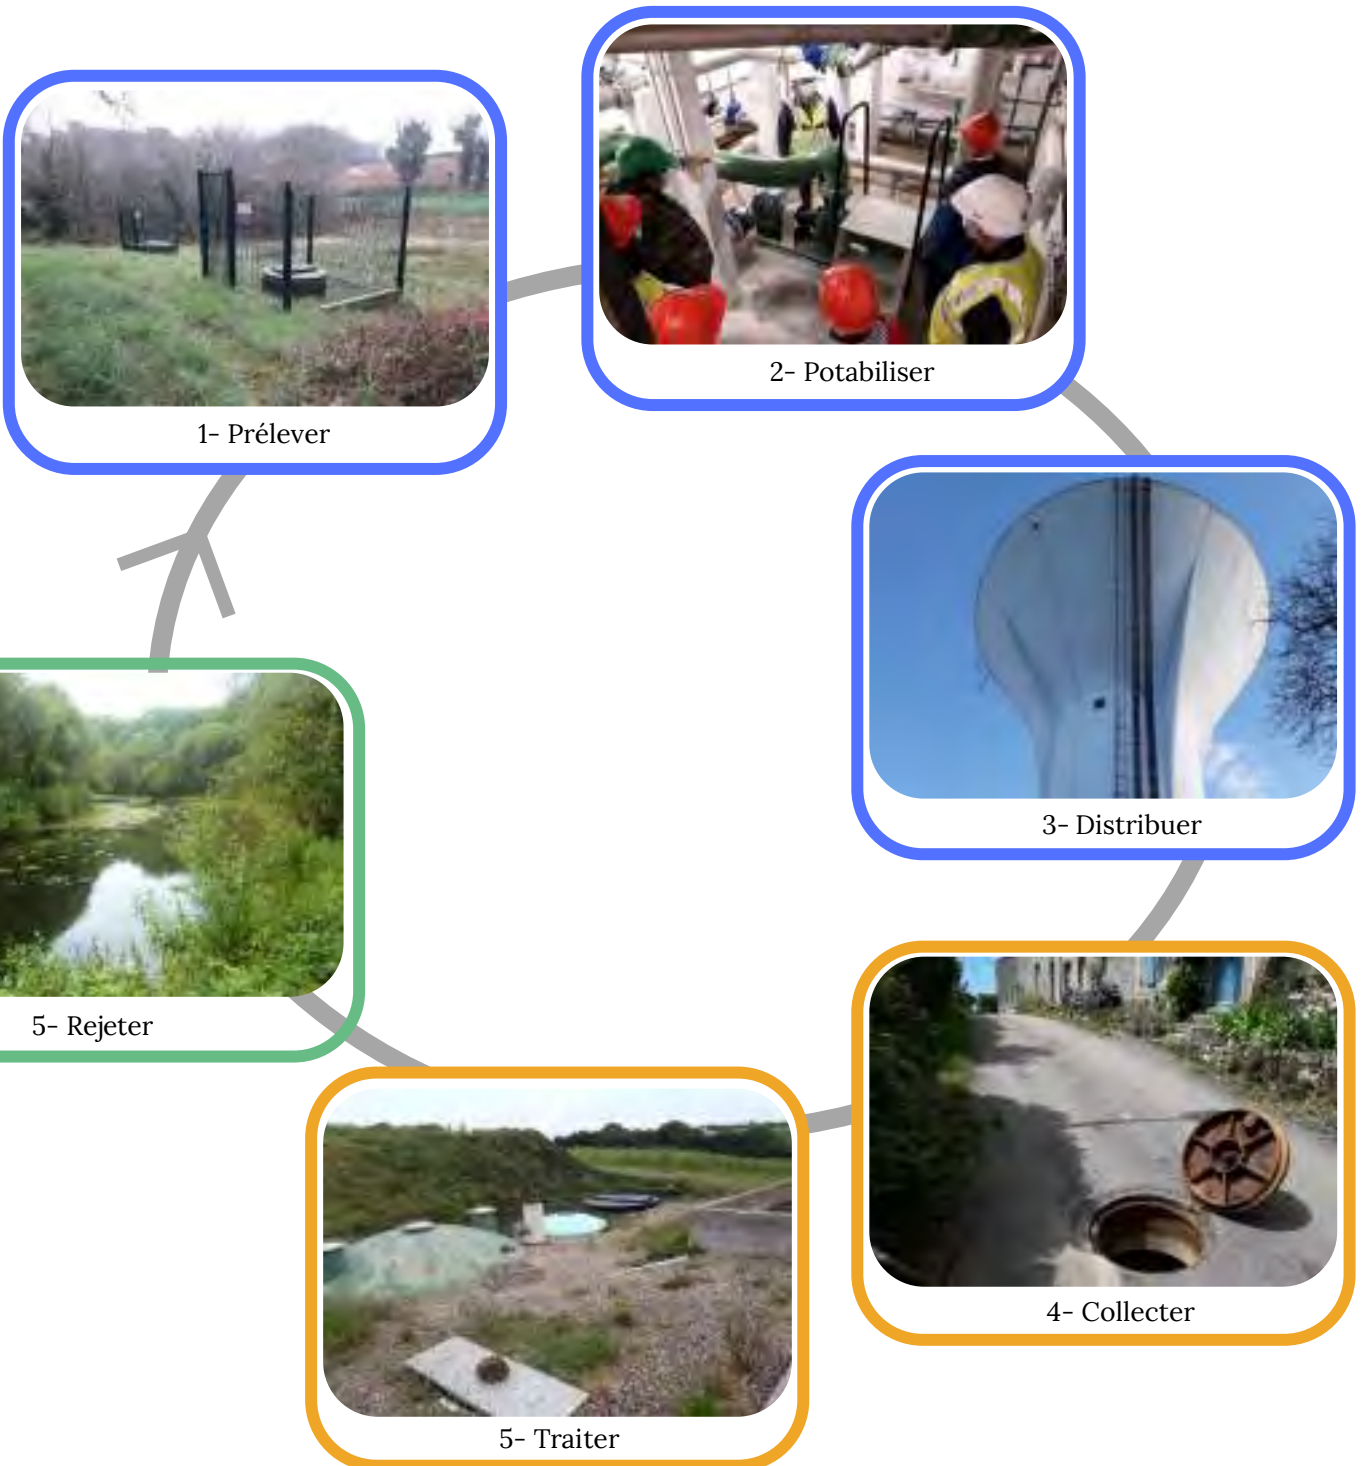 1- Prélever
2- Potabiliser
3- Distribuer
4- Collecter
5- Traiter
5- Rejeter